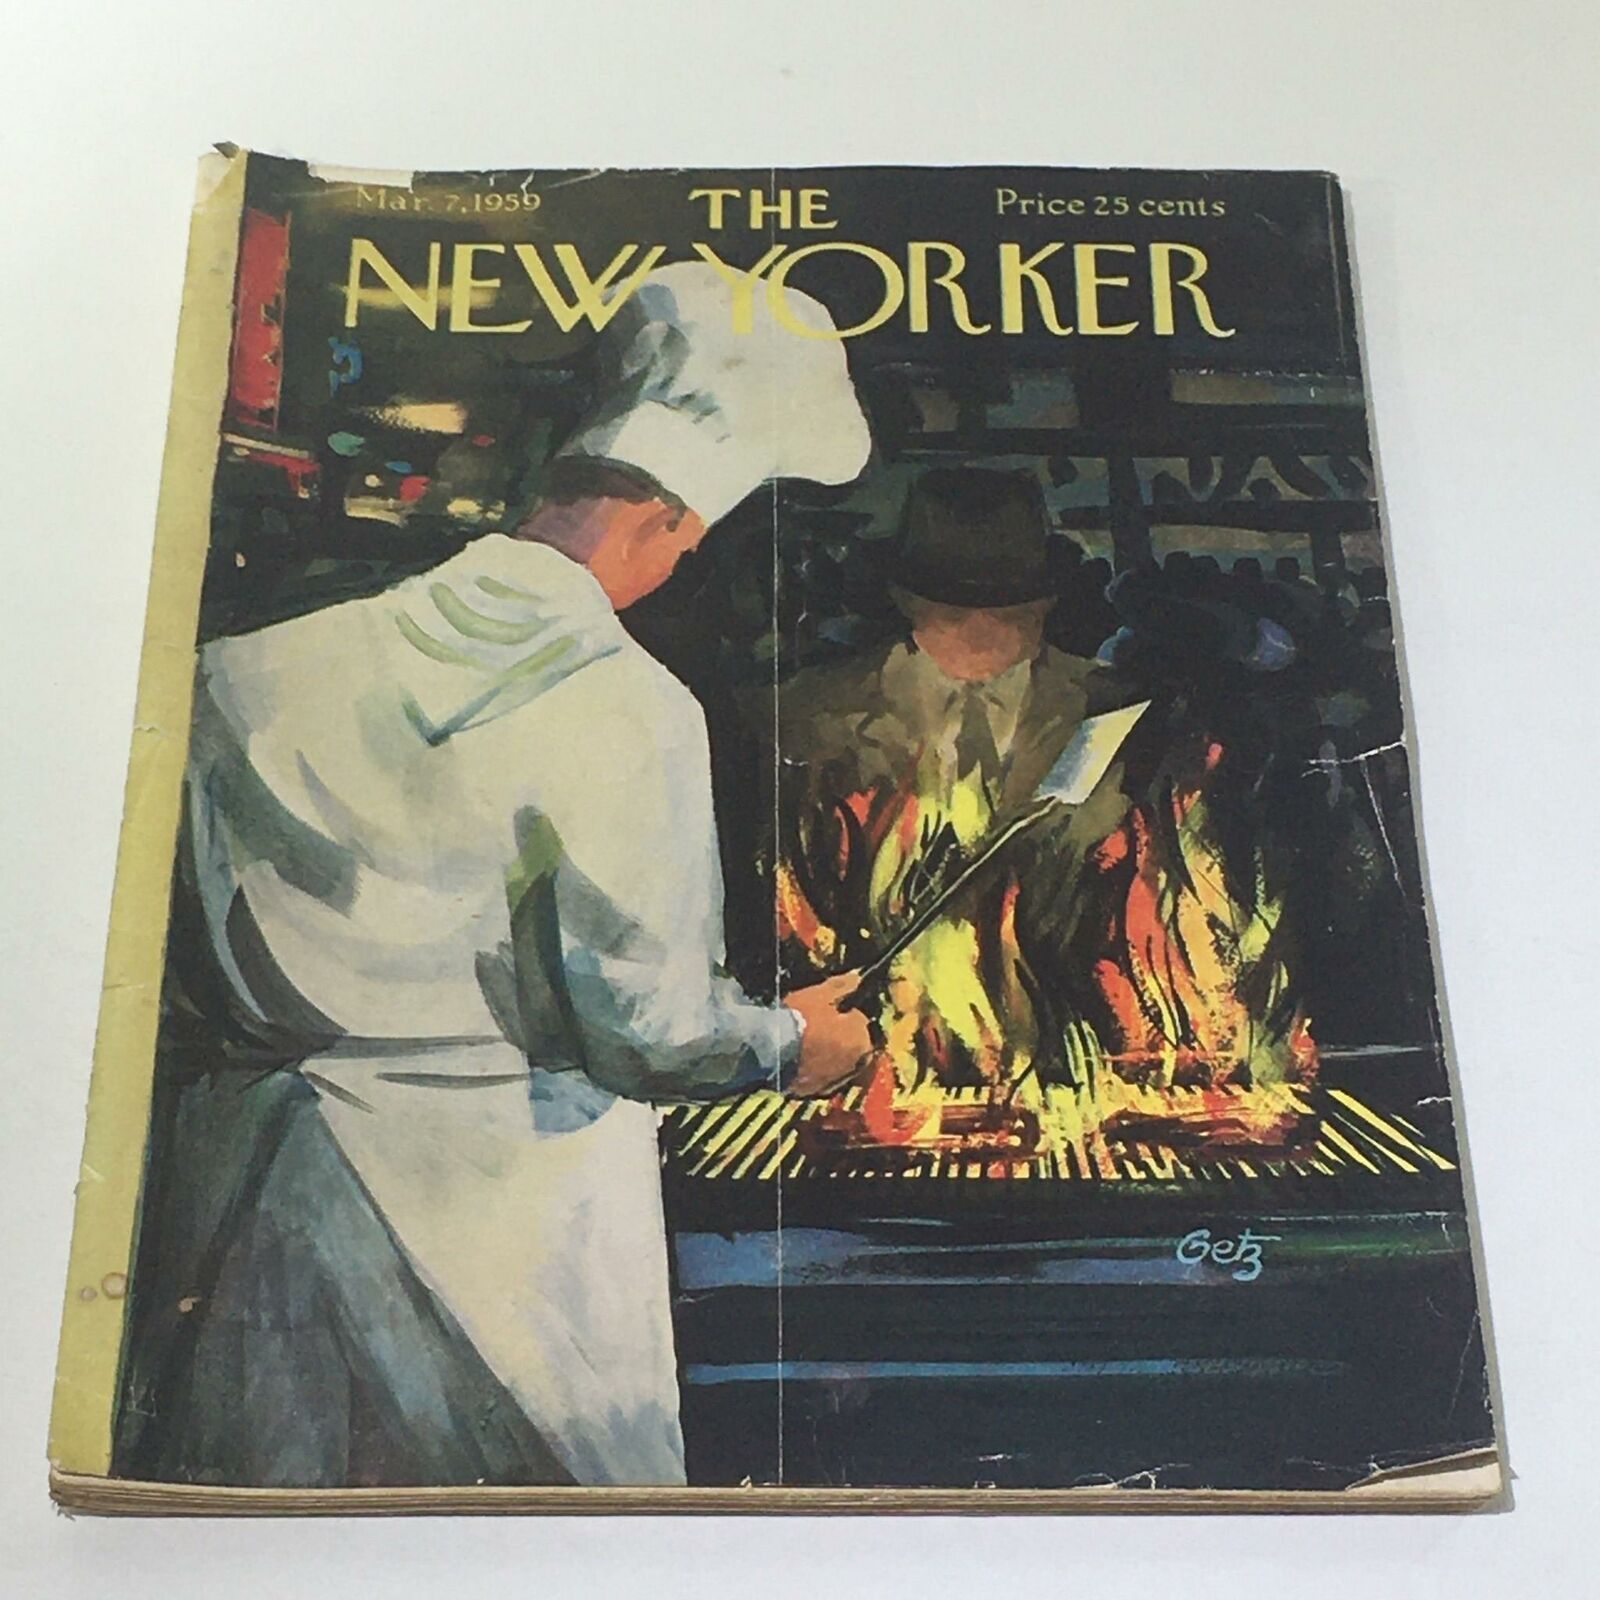 Mar. 7, 1959
THE
Price 25 cents
NEW YORKER
Getz